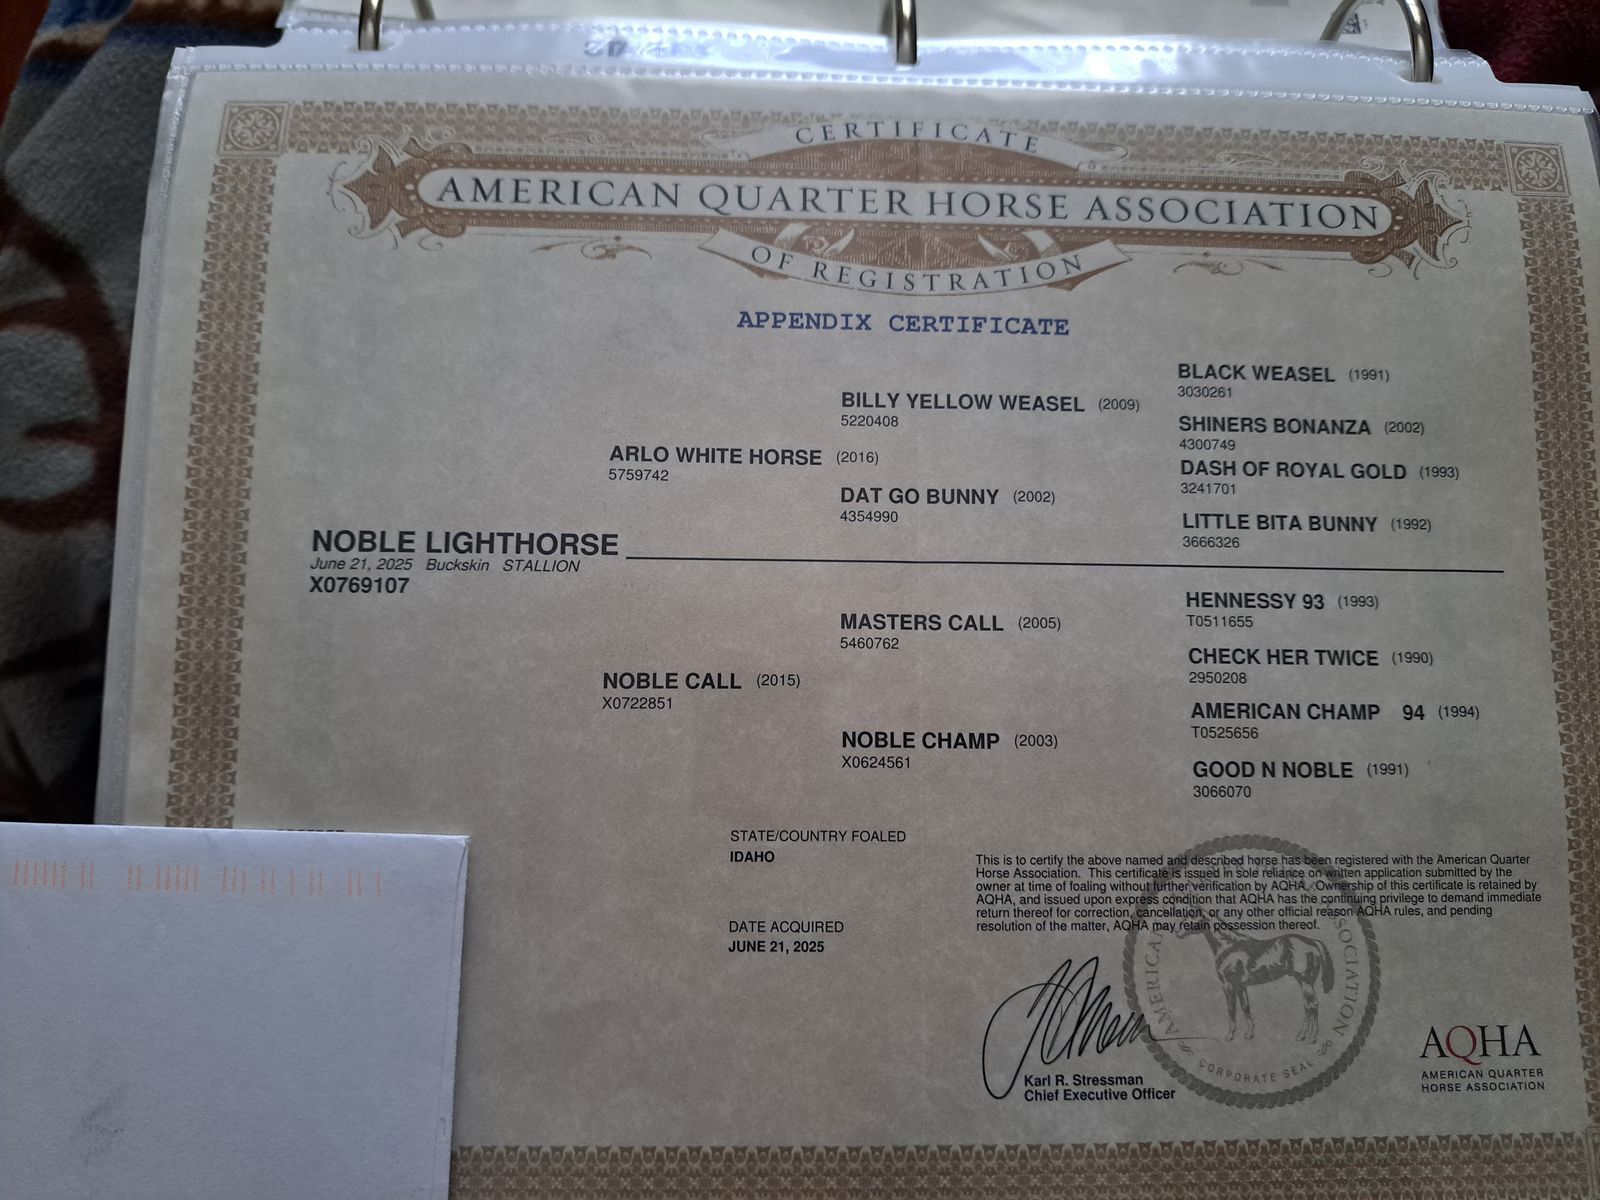 CERTIFICATE
AMERICAN QUARTER HORSE ASSOCIATION
OF REGISTRATION
APPENDIX CERTIFICATE
BLACK WEASEL (1991)
3030261
BILLY YELLOW WEASEL (2009)
5220408
SHINERS BONANZA (2002)
4300749
ARLO WHITE HORSE (2016)
5759742
DASH OF ROYAL GOLD (1993)
3241701
DAT GO BUNNY (2002)
4354990
LITTLE BITA BUNNY (1992)
3666326
NOBLE LIGHTHORSE
June 21, 2025 Buckskin STALLION
X0769107
HENNESSY 93 (1993)
T0511655
MASTERS CALL (2005)
5460762
CHECK HER TWICE (1990)
2950208
NOBLE CALL (2015)
X0722851
AMERICAN CHAMP 94 (1994)
T0525656
NOBLE CHAMP (2003)
X0624561
GOOD N NOBLE (1991)
3066070
STATE/COUNTRY FOALED
IDAHO
DATE ACQUIRED
JUNE 21, 2025
This is to certify the above named and described horse has been registered with the American Quarter
Horse Association. This certificate is issued in sole reliance on written application submitted by the
owner at time of foaling without further verification by AQHA. Ownership of this certificate is retained by
AQHA, and issued upon express condition that AQHA has the continuing privilege to demand immediate
return thereof for correction, cancellation, or any other official reason AQHA rules, and pending
resolution of the matter, AQHA may retain possession thereof.
AMERICAN ASSOCIATION
CORPORATE SEAL
Karl R. Stressman
Chief Executive Officer
AQHA
AMERICAN QUARTER
HORSE ASSOCIATION